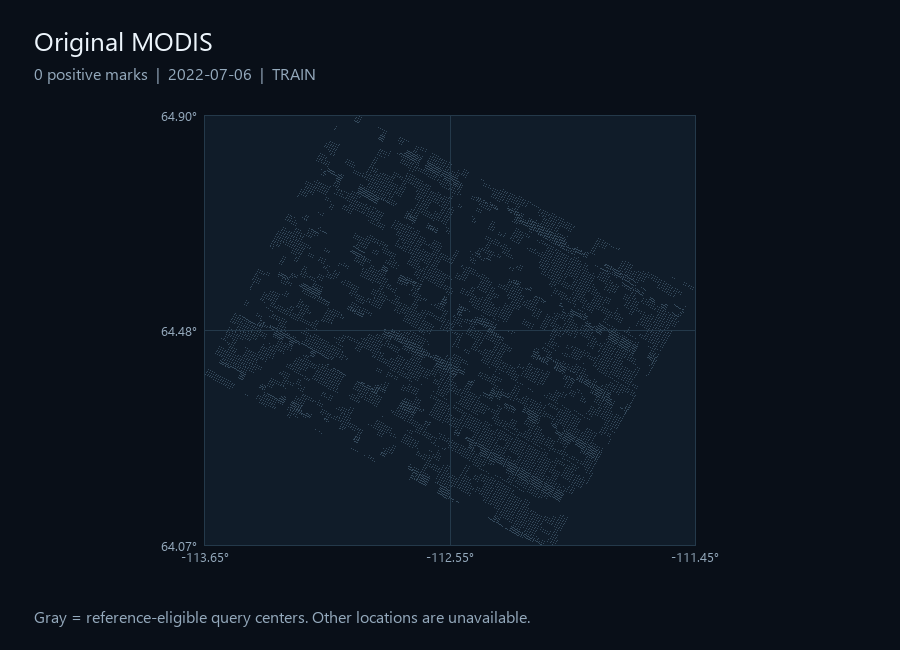 Original MODIS
0 positive marks | 2022-07-06 | TRAIN
64.90°
64.48°
64.07°
-113.65°
-112.55°
-111.45°
Gray = reference-eligible query centers. Other locations are unavailable.